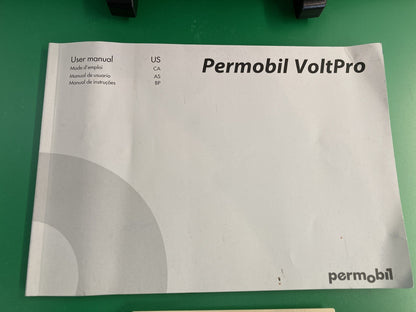 User manual US
Mode d'emploi CA
Manual de usuario AS
Manual de instruções BP
Permobil VoltPro
permobil